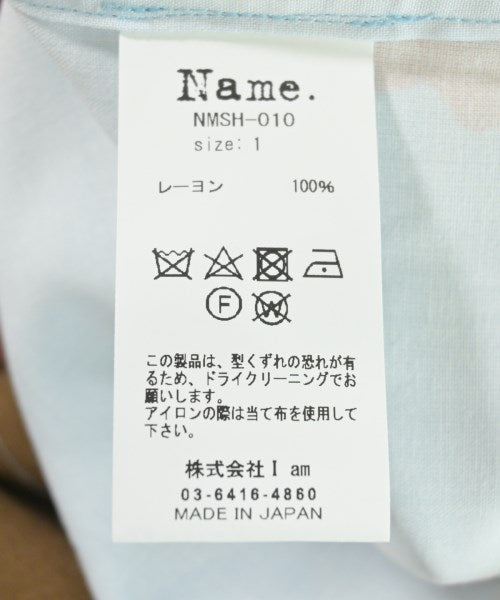 Name.
NMSH-010
size: 1
レーヨン 100%
F
W
この製品は、型くずれの恐れが有
るため、ドライクリーニングでお
願いします。
アイロンの際は当て布を使用して
下さい。
株式会社I am
03-6416-4860
MADE IN JAPAN